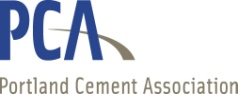 PCA
Portland Cement Association